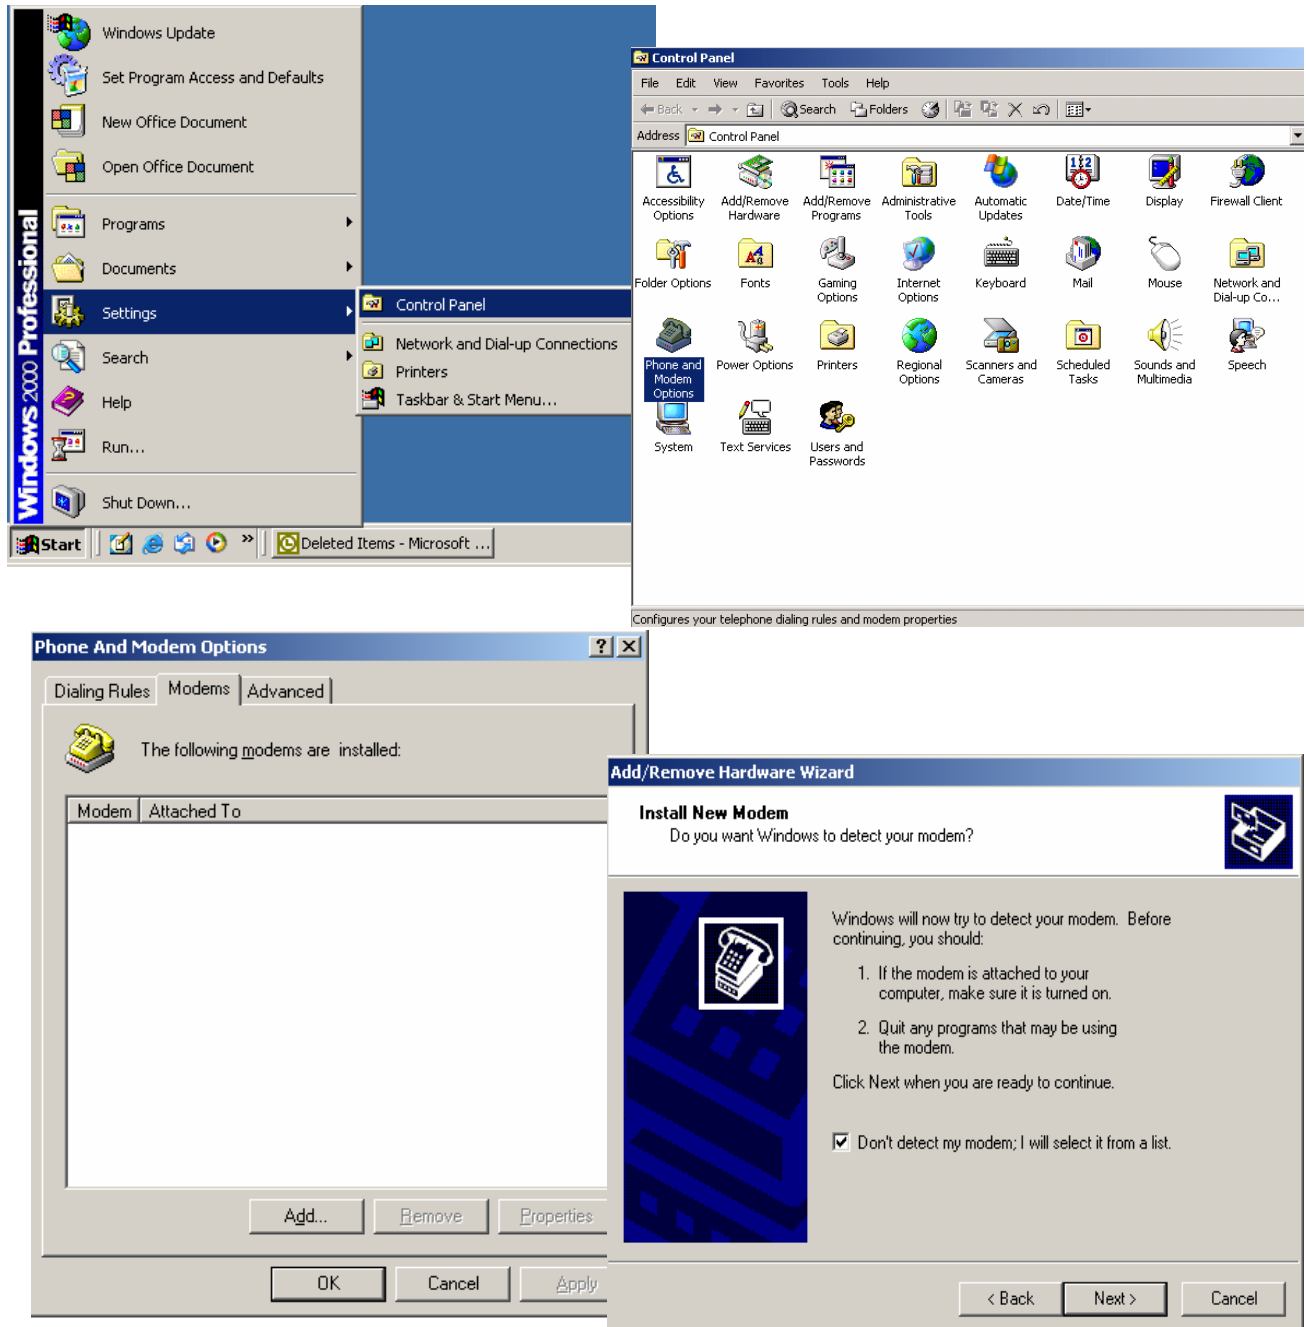 Windows 2000 Professional
Windows Update
Set Program Access and Defaults
New Office Document
Open Office Document
Programs
Documents
Settings
Search
Help
Run...
Shut Down...
Control Panel
Network and Dial-up Connections
Printers
Taskbar & Start Menu...
Start
»
Deleted Items - Microsoft ...
Control Panel
File Edit View Favorites Tools Help
Back Search Folders
Address Control Panel
Accessibility Options
Add/Remove Hardware
Add/Remove Programs
Administrative Tools
Automatic Updates
Date/Time
Display
Firewall Client
Folder Options
Fonts
Gaming Options
Internet Options
Keyboard
Mail
Mouse
Network and Dial-up Co...
Phone and Modem Options
Power Options
Printers
Regional Options
Scanners and Cameras
Scheduled Tasks
Sounds and Multimedia
Speech
System
Text Services
Users and Passwords
Configures your telephone dialing rules and modem properties
Phone And Modem Options
Dialing Rules Modems Advanced
The following modems are installed:
Modem Attached To
Add... Remove Properties
OK Cancel Apply
Add/Remove Hardware Wizard
Install New Modem
Do you want Windows to detect your modem?
Windows will now try to detect your modem. Before
continuing, you should:
1. If the modem is attached to your
computer, make sure it is turned on.
2. Quit any programs that may be using
the modem.
Click Next when you are ready to continue.
Don't detect my modem; I will select it from a list.
< Back Next > Cancel